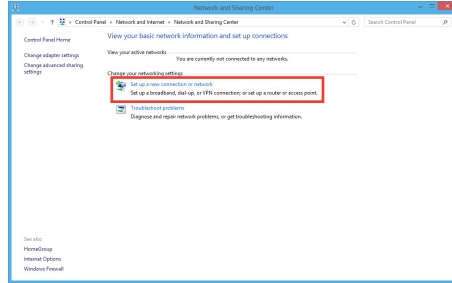 Network and Sharing Center
Control Panel ▸ Network and Internet ▸ Network and Sharing Center
Search Control Panel
Control Panel Home
Change adapter settings
Change advanced sharing
settings
View your basic network information and set up connections
View your active networks
You are currently not connected to any networks.
Change your networking settings
Set up a new connection or network
Set up a broadband, dial-up, or VPN connection; or set up a router or access point.
Troubleshoot problems
Diagnose and repair network problems, or get troubleshooting information.
See also
HomeGroup
Internet Options
Windows Firewall